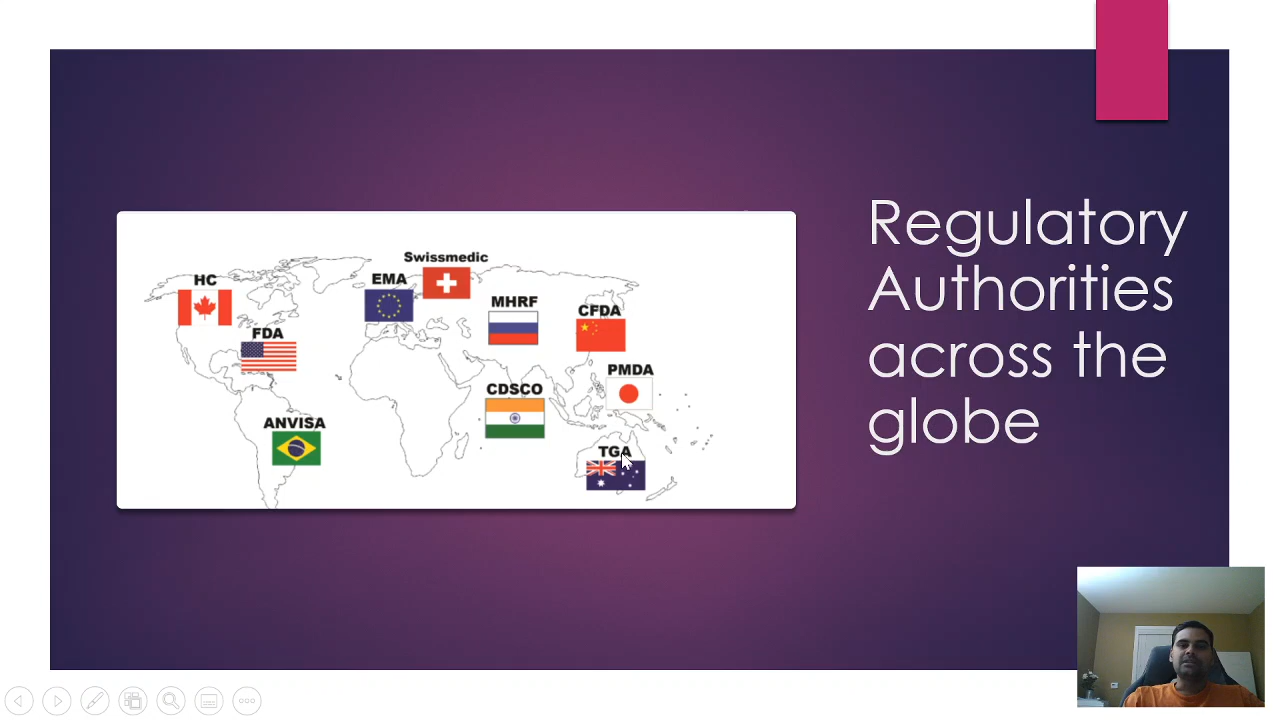 Regulatory
Authorities
across the
globe
Swissmedic
HC
EMA
MHRF
CFDA
FDA
PMDA
CDSCO
ANVISA
TGA